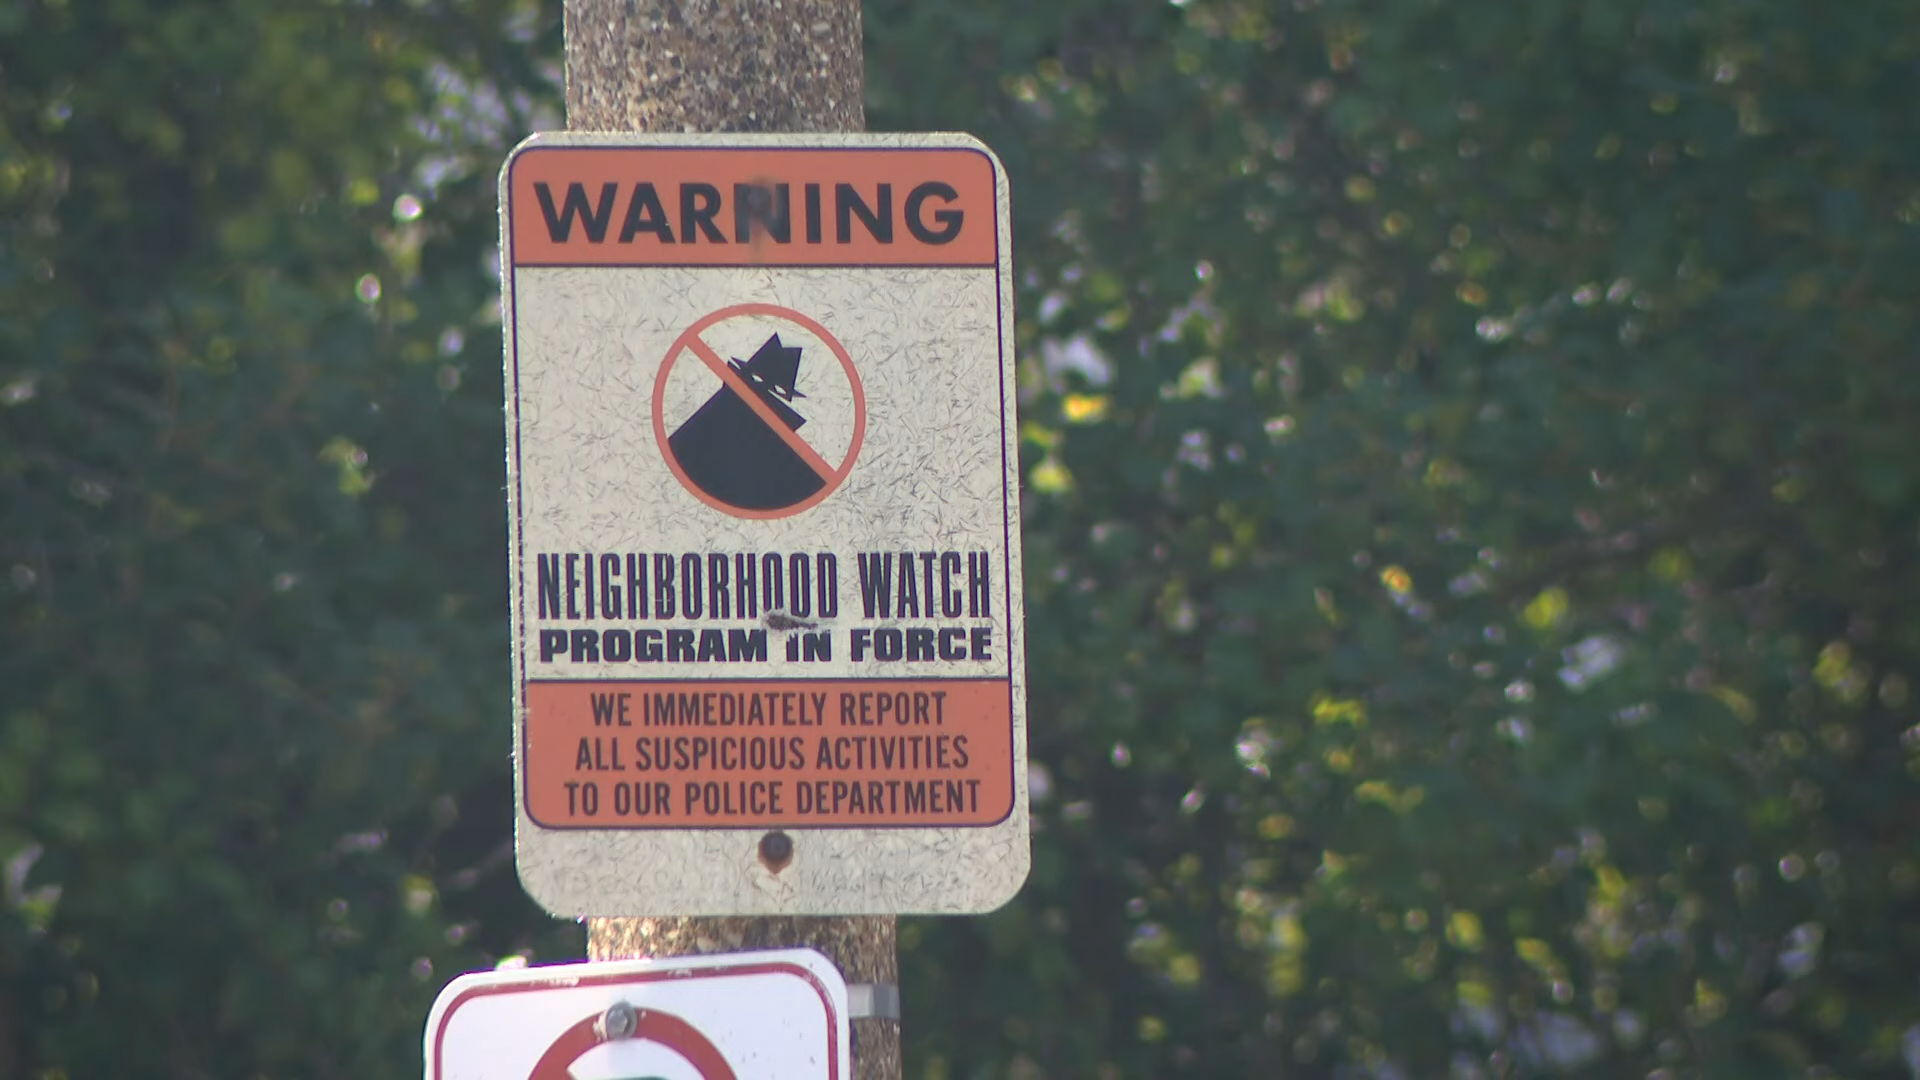 WARNING
NEIGHBORHOOD WATCH
PROGRAM IN FORCE
WE IMMEDIATELY REPORT
ALL SUSPICIOUS ACTIVITIES
TO OUR POLICE DEPARTMENT